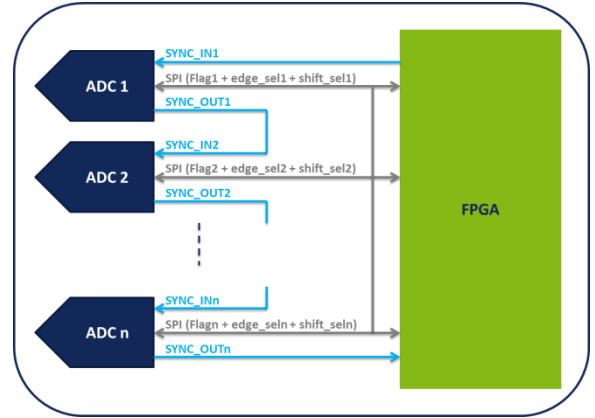 SYNC_IN1
ADC 1
SPI (Flag1 + edge_sel1 + shift_sel1)
SYNC_OUT1
SYNC_IN2
ADC 2
SPI (Flag2 + edge_sel2 + shift_sel2)
SYNC_OUT2
FPGA
SYNC_INn
ADC n
SPI (Flagn + edge_seln + shift_seln)
SYNC_OUTn